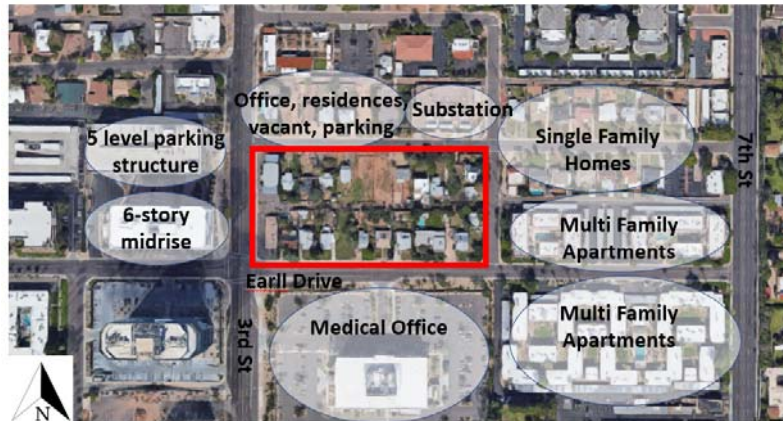 Office, residences,
vacant, parking
Substation
5 level parking
structure
Single Family
Homes
7th St
6-story
midrise
Multi Family
Apartments
Earll Drive
3rd St
Medical Office
Multi Family
Apartments
N